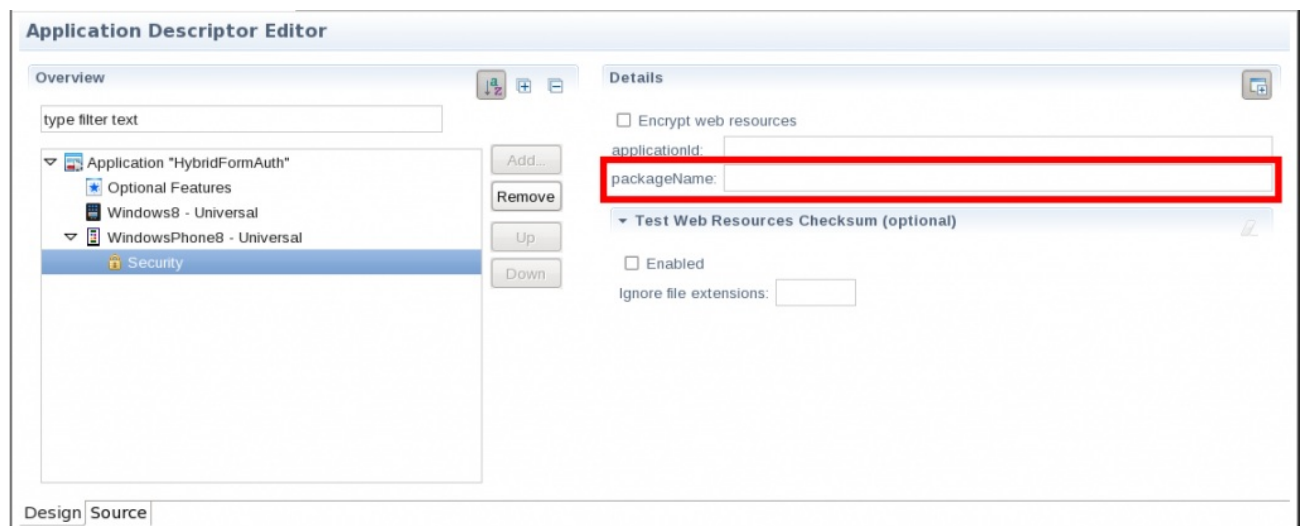 Application Descriptor Editor
Overview
type filter text
Application "HybridFormAuth"
Optional Features
Windows8 - Universal
WindowsPhone8 - Universal
Security
Add...
Remove
Up
Down
Details
Encrypt web resources
applicationId:
packageName:
Test Web Resources Checksum (optional)
Enabled
Ignore file extensions:
Design Source